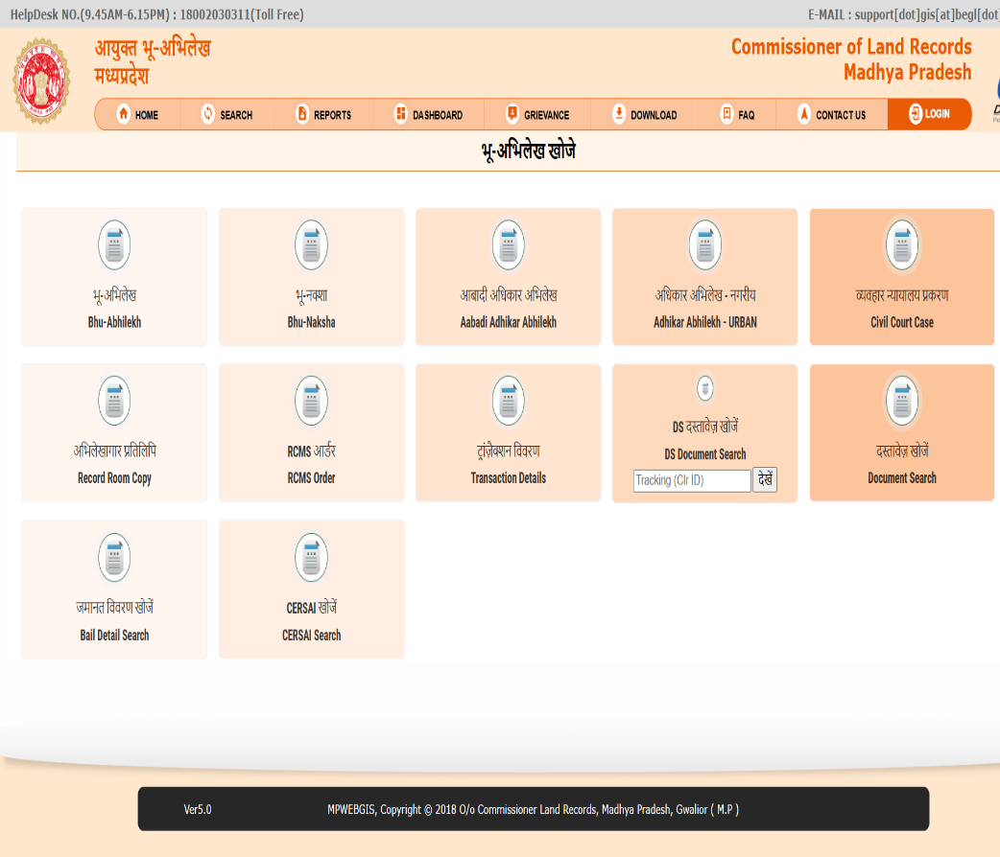 HelpDesk NO.(9.45AM-6.15PM) : 18002030311(Toll Free)
E-MAIL : support[dot]gis[at]begl[dot]
आयुक्त भू-अभिलेख
मध्यप्रदेश
Commissioner of Land Records
Madhya Pradesh
HOME
SEARCH
REPORTS
DASHBOARD
GRIEVANCE
DOWNLOAD
FAQ
CONTACT US
LOGIN
भू-अभिलेख खोजे
भू-अभिलेख
Bhu-Abhilekh
भू-नक्शा
Bhu-Naksha
आबादी अधिकार अभिलेख
Aabadi Adhikar Abhilekh
अधिकार अभिलेख - नगरीय
Adhikar Abhilekh - URBAN
व्यवहार न्यायालय प्रकरण
Civil Court Case
अभिलेखागार प्रतिलिपि
Record Room Copy
RCMS आर्डर
RCMS Order
ट्रांज़ैक्शन विवरण
Transaction Details
DS दस्तावेज़ खोजें
DS Document Search
Tracking (Clr ID)
देखें
दस्तावेज़ खोजें
Document Search
जमानत विवरण खोजें
Bail Detail Search
CERSAI खोजें
CERSAI Search
Ver5.0
MPWEBGIS, Copyright © 2018 O/o Commissioner Land Records, Madhya Pradesh, Gwalior ( M.P )